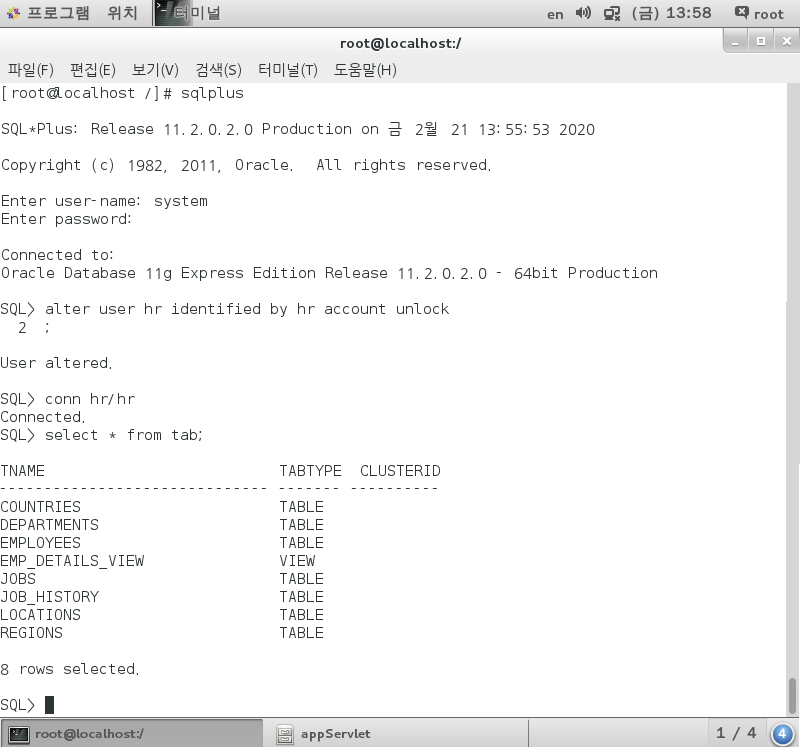 프로그램 위치 터미널 en (금) 13:58 root
root@localhost:/
파일(F) 편집(E) 보기(V) 검색(S) 터미널(T) 도움말(H)
[root@localhost /]# sqlplus
SQL*Plus: Release 11.2.0.2.0 Production on 금 2월 21 13:55:53 2020
Copyright (c) 1982, 2011, Oracle.  All rights reserved.
Enter user-name: system
Enter password:
Connected to:
Oracle Database 11g Express Edition Release 11.2.0.2.0 - 64bit Production
SQL> alter user hr identified by hr account unlock
  2  ;
User altered.
SQL> conn hr/hr
Connected.
SQL> select * from tab;
TNAME                          TABTYPE  CLUSTERID
------------------------------ ------- ----------
COUNTRIES                      TABLE
DEPARTMENTS                    TABLE
EMPLOYEES                      TABLE
EMP_DETAILS_VIEW               VIEW
JOBS                           TABLE
JOB_HISTORY                    TABLE
LOCATIONS                      TABLE
REGIONS                        TABLE
8 rows selected.
SQL>
root@localhost:/ appServlet 1 / 4 4